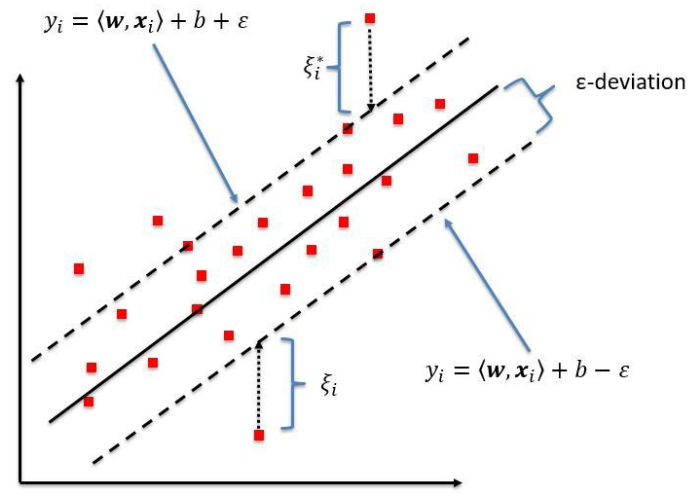 yᵢ = ⟨𝒘, 𝒙ᵢ⟩ + b + ε
ξᵢ*
ε-deviation
yᵢ = ⟨𝒘, 𝒙ᵢ⟩ + b − ε
ξᵢ